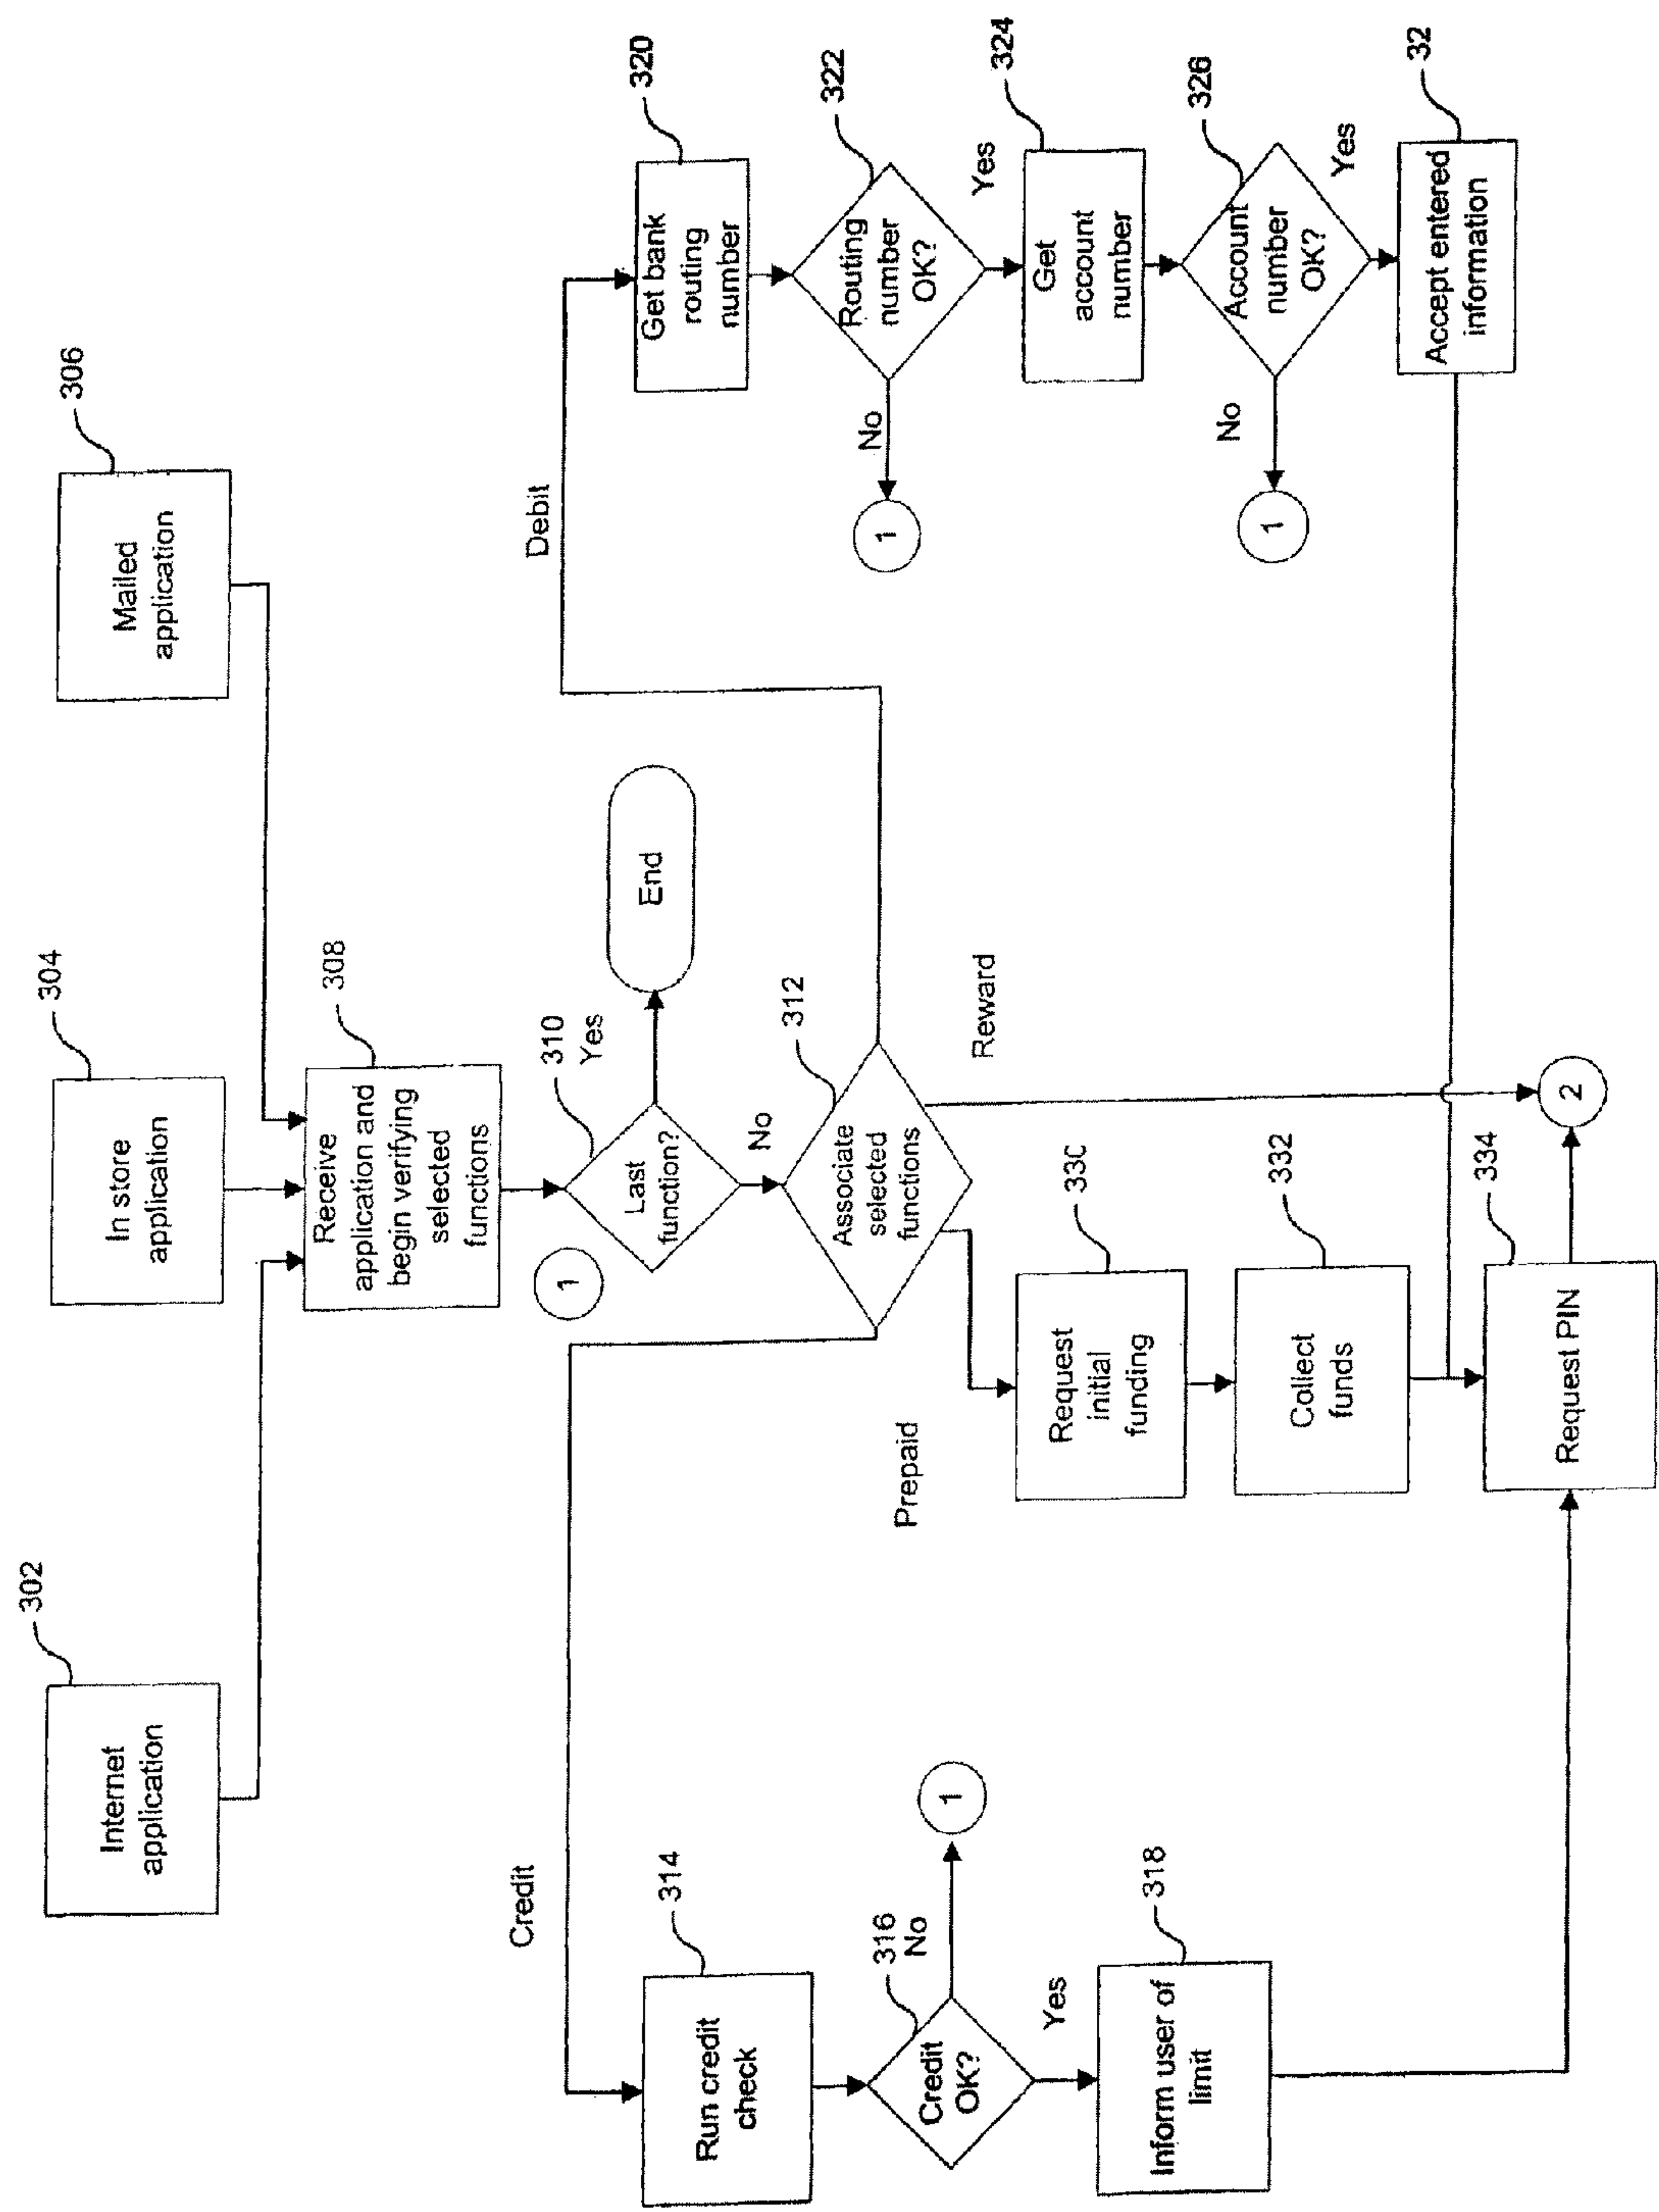 302
Internet
application
304
In store
application
306
Mailed
application
308
Receive
application and
begin verifying
selected
functions
1
310
Last
function?
Yes
End
No
312
Associate
selected
functions
Credit
314
Run credit
check
316
Credit
OK?
No
1
Yes
318
Inform user of
limit
Prepaid
330
Request
initial
funding
332
Collect
funds
334
Request PIN
Reward
2
Debit
320
Get bank
routing
number
322
Routing
number
OK?
No
1
Yes
324
Get
account
number
326
Account
number
OK?
No
1
Yes
32
Accept entered
information